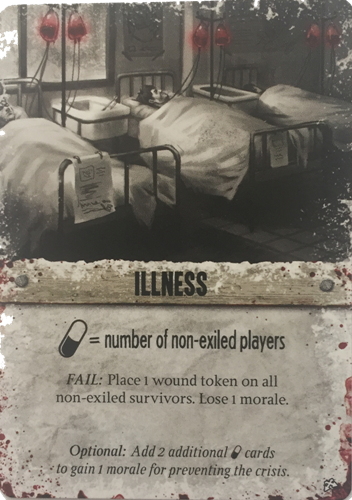 ILLNESS
= number of non-exiled players
FAIL: Place 1 wound token on all
non-exiled survivors. Lose 1 morale.
Optional: Add 2 additional cards
to gain 1 morale for preventing the crisis.